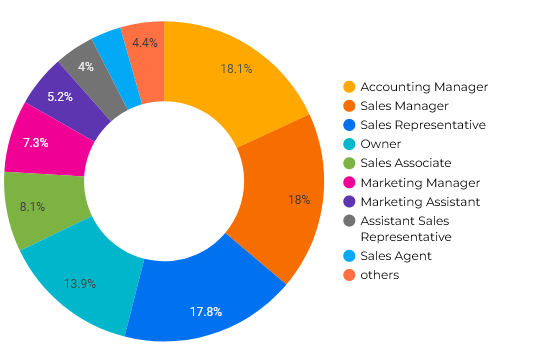 4.4%
18.1%
4%
5.2%
7.3%
8.1%
18%
13.9%
17.8%
Accounting Manager
Sales Manager
Sales Representative
Owner
Sales Associate
Marketing Manager
Marketing Assistant
Assistant Sales
Representative
Sales Agent
others